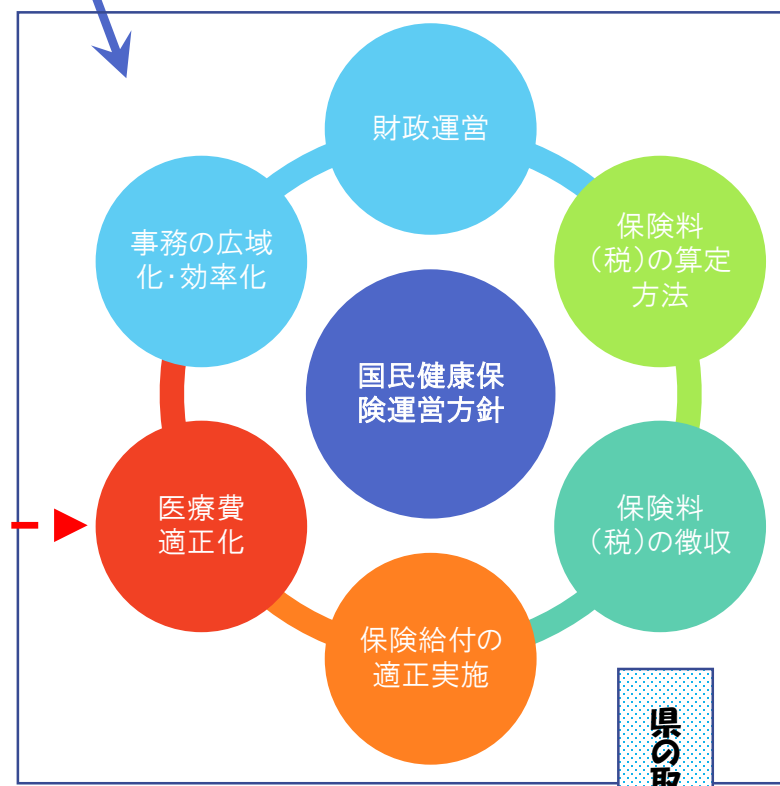 財政運営
保険料
（税）の算定
方法
事務の広域
化・効率化
国民健康保
険運営方針
医療費
適正化
保険料
（税）の徴収
保険給付の
適正実施
県の取